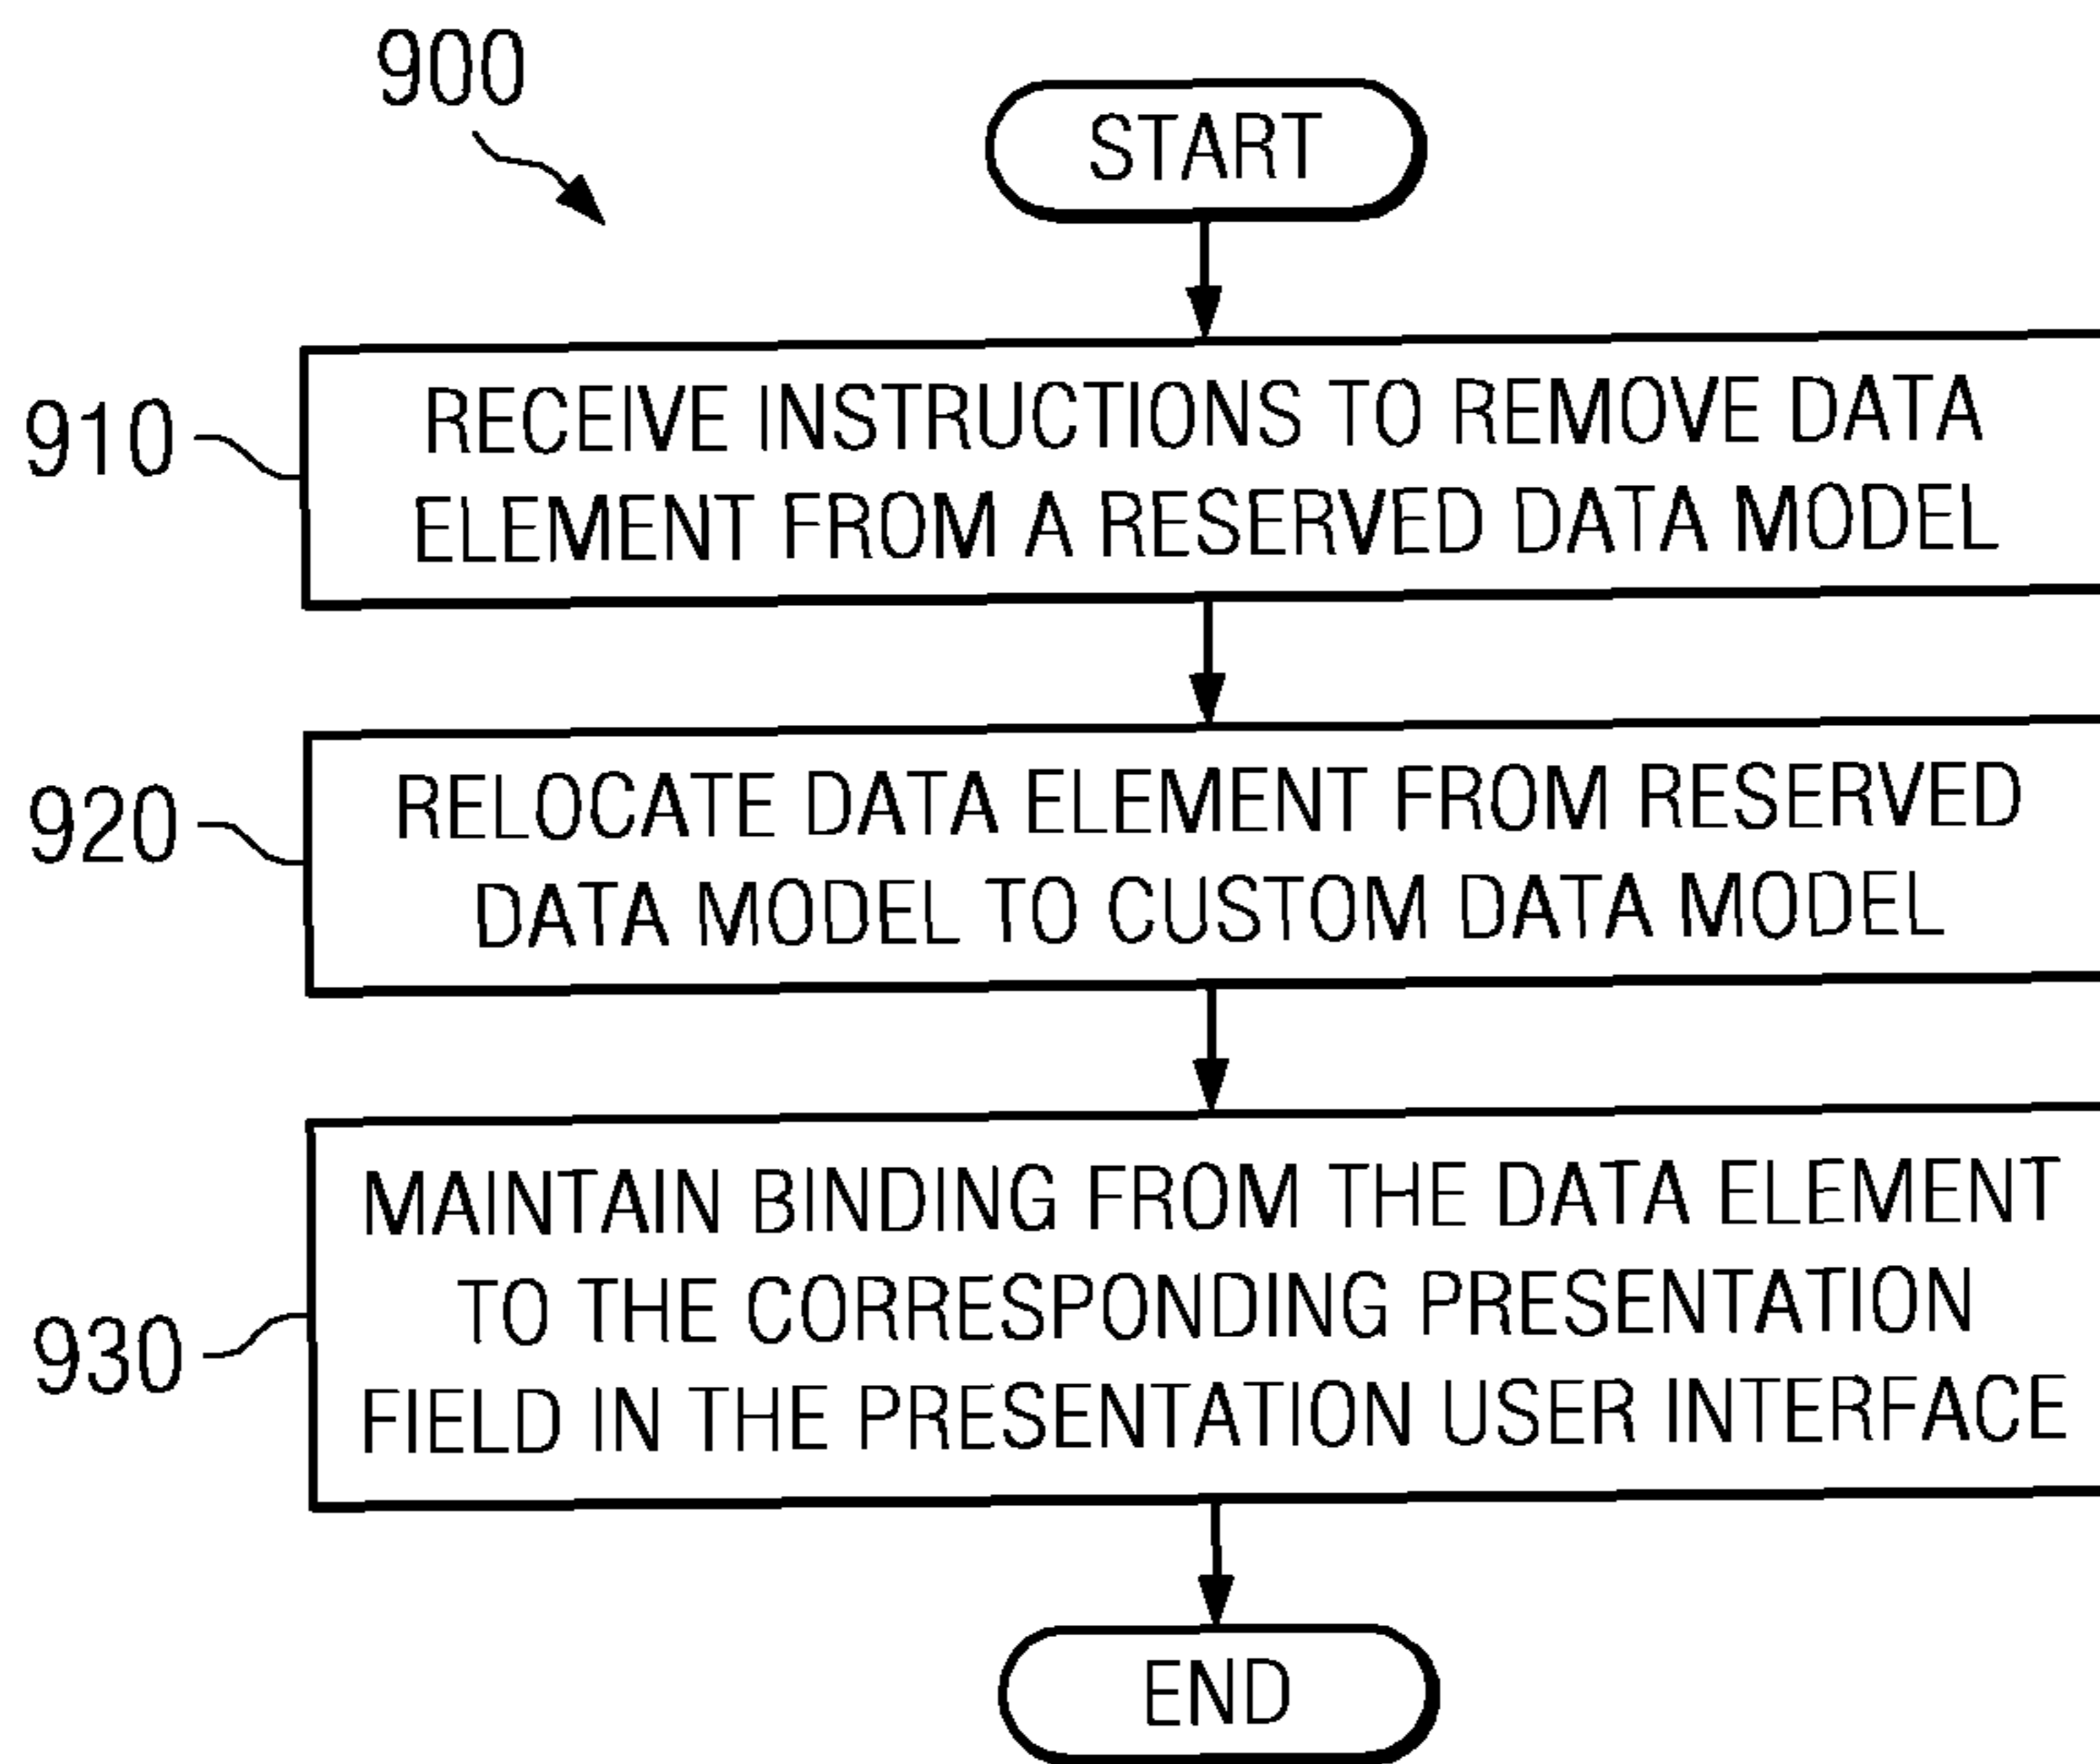 900
START
910
RECEIVE INSTRUCTIONS TO REMOVE DATA
ELEMENT FROM A RESERVED DATA MODEL
920
RELOCATE DATA ELEMENT FROM RESERVED
DATA MODEL TO CUSTOM DATA MODEL
930
MAINTAIN BINDING FROM THE DATA ELEMENT
TO THE CORRESPONDING PRESENTATION
FIELD IN THE PRESENTATION USER INTERFACE
END